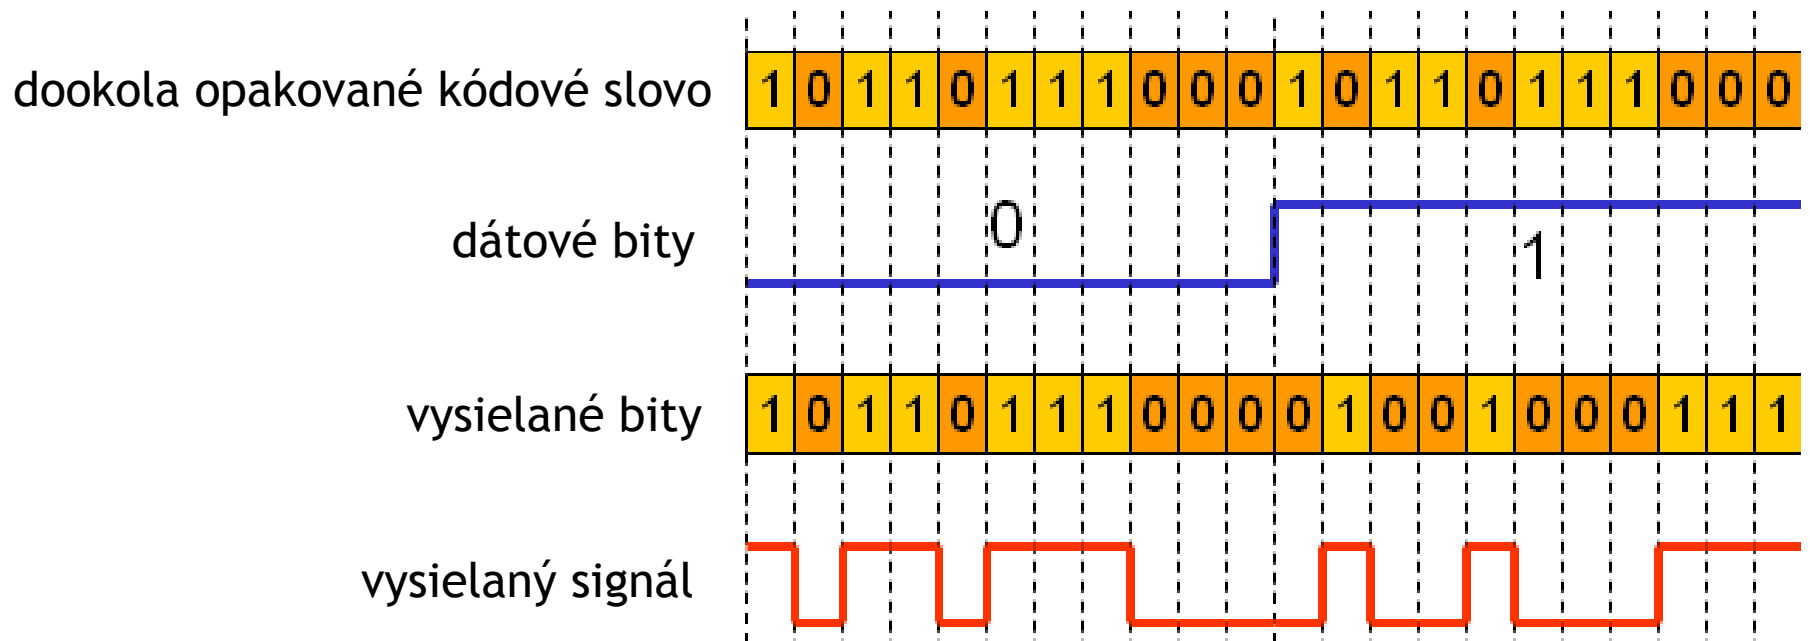 dookola opakované kódové slovo 1 0 1 1 0 1 1 1 0 0 0 1 0 1 1 0 1 1 1 0 0 0
dátové bity 0 1
vysielané bity 1 0 1 1 0 1 1 1 0 0 0 0 1 0 0 1 0 0 0 1 1 1
vysielaný signál